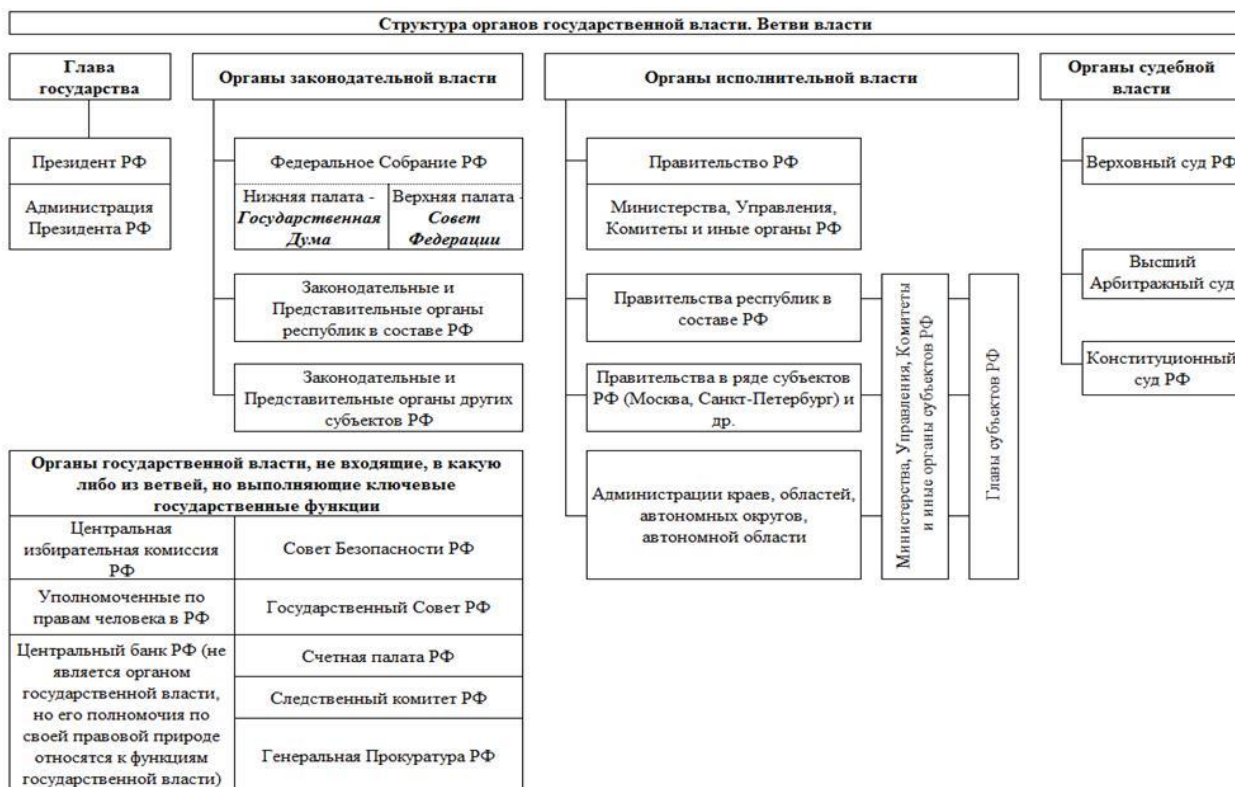 Структура органов государственной власти. Ветви власти
Глава
государства
Президент РФ
Администрация
Президента РФ
Органы законодательной власти
Федеральное Собрание РФ
Нижняя палата -
Государственная
Дума
Верхняя палата -
Совет
Федерации
Законодательные и
Представительные органы
республик в составе РФ
Законодательные и
Представительные органы других
субъектов РФ
Органы исполнительной власти
Правительство РФ
Министерства, Управления,
Комитеты и иные органы РФ
Правительства республик в
составе РФ
Правительства в ряде субъектов
РФ (Москва, Санкт-Петербург) и
др.
Администрации краев, областей,
автономных округов,
автономной области
Министерства, Управления, Комитеты
и иные органы субъектов РФ
Главы субъектов РФ
Органы судебной
власти
Верховный суд РФ
Высший
Арбитражный суд
Конституционный
суд РФ
Органы государственной власти, не входящие, в какую
либо из ветвей, но выполняющие ключевые
государственные функции
Центральная
избирательная комиссия
РФ
Совет Безопасности РФ
Уполномоченные по
правам человека в РФ
Государственный Совет РФ
Центральный банк РФ (не
является органом
государственной власти,
но его полномочия по
своей правовой природе
относятся к функциям
государственной власти)
Счетная палата РФ
Следственный комитет РФ
Генеральная Прокуратура РФ